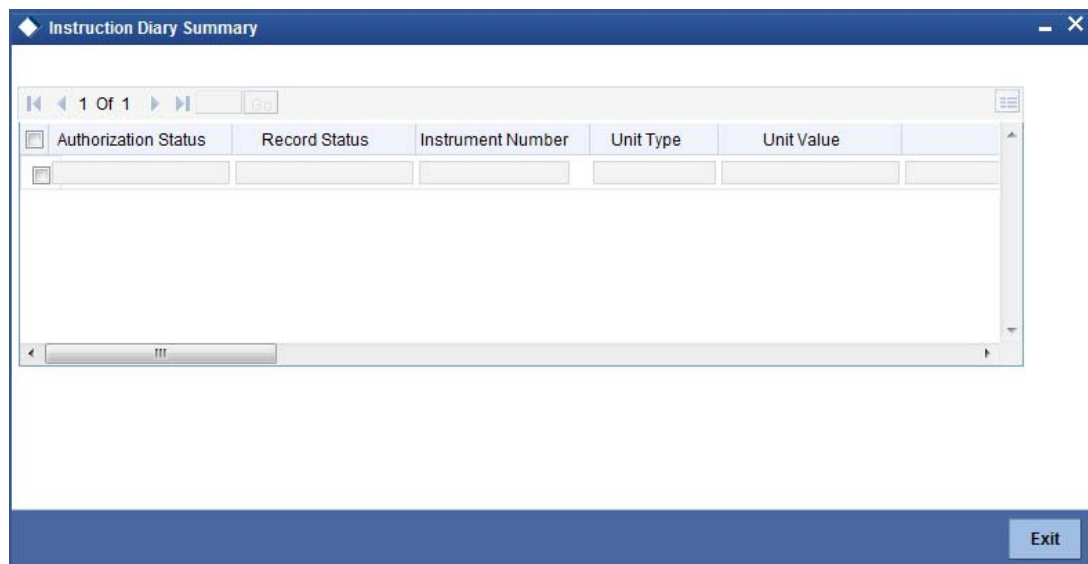 Instruction Diary Summary
1 Of 1 Go
Authorization Status Record Status Instrument Number Unit Type Unit Value
Exit